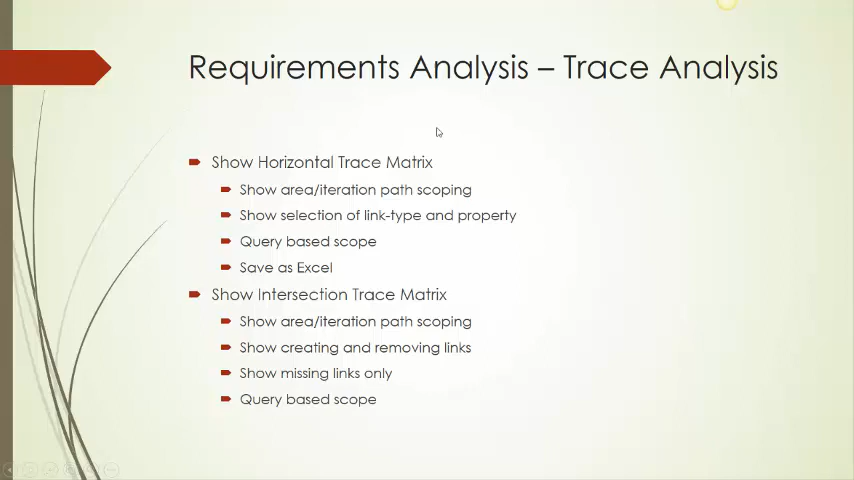 Requirements Analysis – Trace Analysis
Show Horizontal Trace Matrix
Show area/iteration path scoping
Show selection of link-type and property
Query based scope
Save as Excel
Show Intersection Trace Matrix
Show area/iteration path scoping
Show creating and removing links
Show missing links only
Query based scope